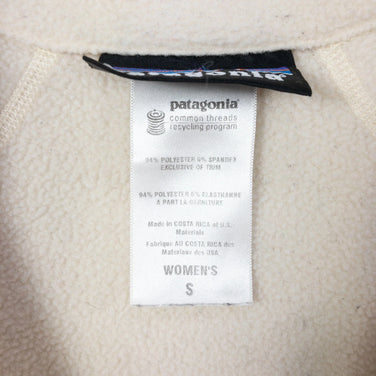 patagonia
patagonia®
common threads
recycling program
94% POLYESTER 6% SPANDEX
EXCLUSIVE OF TRIM
94% POLYESTER 6% ELASTHANNE
A PART LA GARNITURE
Made in COSTA RICA of U.S.
Materials
Fabrique AU COSTA RICA des
Materiaux des USA
WOMEN'S
S